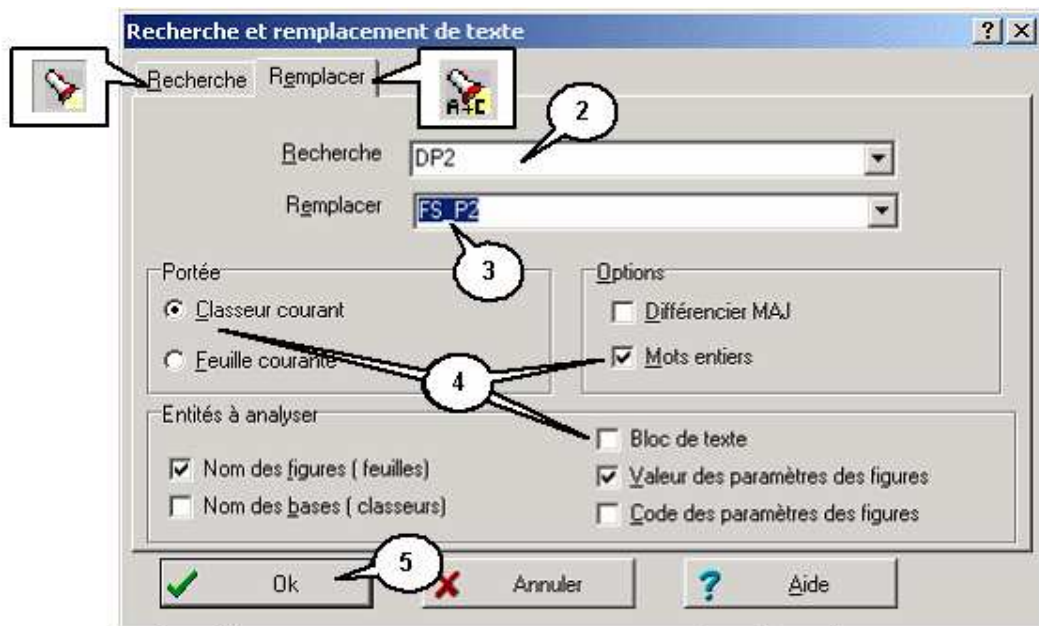 Recherche et remplacement de texte
Recherche Remplacer
A+C
2
Recherche DP2
Remplacer FS_P2
3
Portée
Classeur courant
Feuille courante
Options
Différencier MAJ
Mots entiers
4
Entités à analyser
Nom des figures ( feuilles)
Nom des bases ( classeurs)
Bloc de texte
Valeur des paramètres des figures
Code des paramètres des figures
5
Ok Annuler Aide